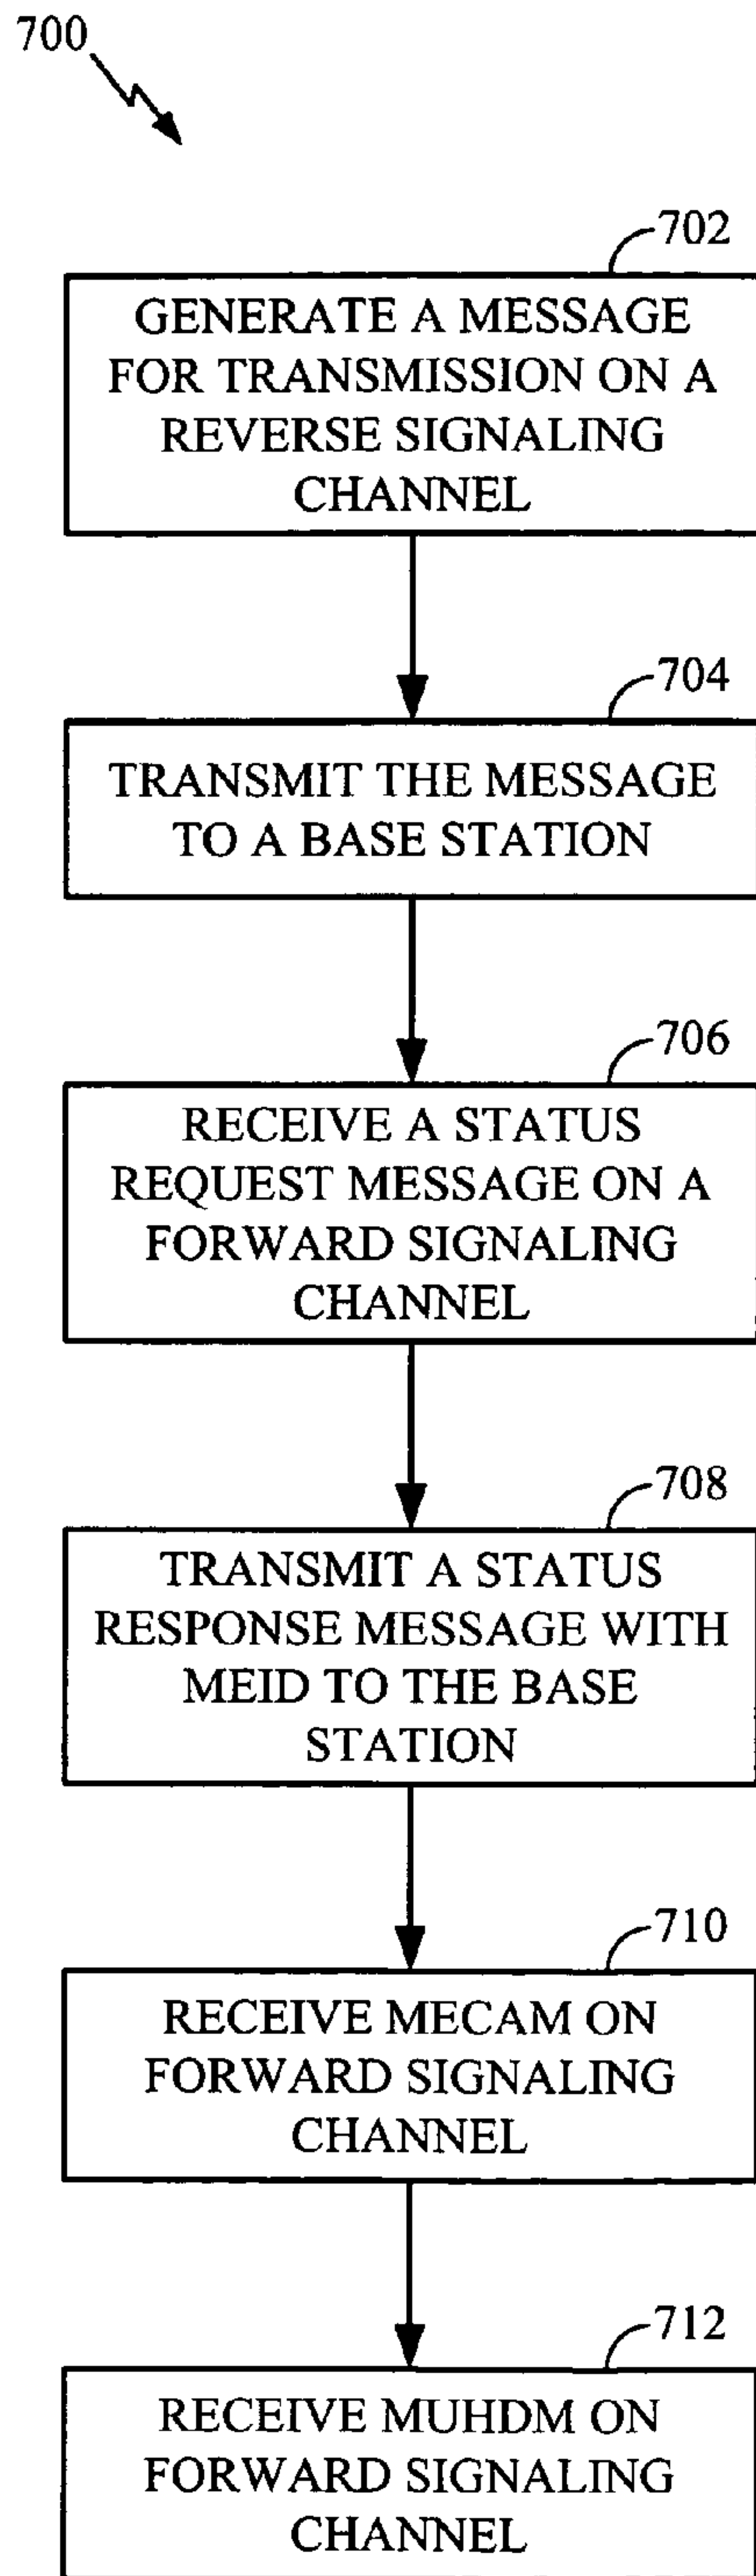 700
702
GENERATE A MESSAGE
FOR TRANSMISSION ON A
REVERSE SIGNALING
CHANNEL
704
TRANSMIT THE MESSAGE
TO A BASE STATION
706
RECEIVE A STATUS
REQUEST MESSAGE ON A
FORWARD SIGNALING
CHANNEL
708
TRANSMIT A STATUS
RESPONSE MESSAGE WITH
MEID TO THE BASE
STATION
710
RECEIVE MECAM ON
FORWARD SIGNALING
CHANNEL
712
RECEIVE MUHDM ON
FORWARD SIGNALING
CHANNEL